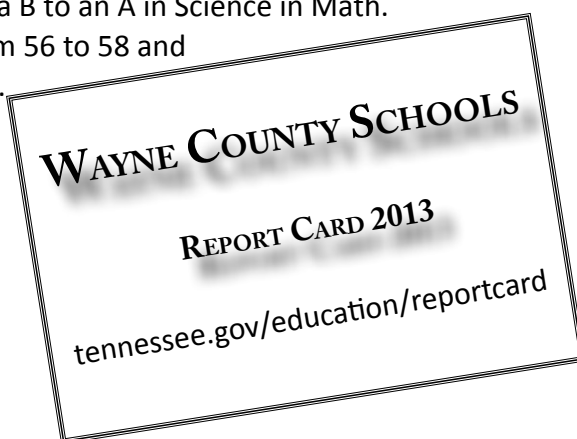 a B to an A in Science in Math.
m 56 to 58 and
.
WAYNE COUNTY SCHOOLS
REPORT CARD 2013
tennessee.gov/education/reportcard